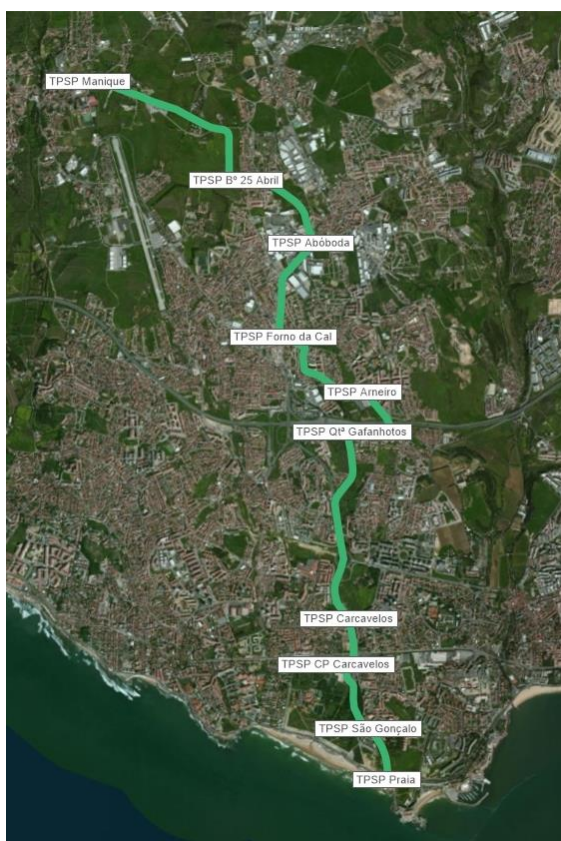 TPSP Manique
TPSP Bº 25 Abril
TPSP Abóboda
TPSP Forno da Cal
TPSP Arneiro
TPSP Qtª Gafanhotos
TPSP Carcavelos
TPSP CP Carcavelos
TPSP São Gonçalo
TPSP Praia